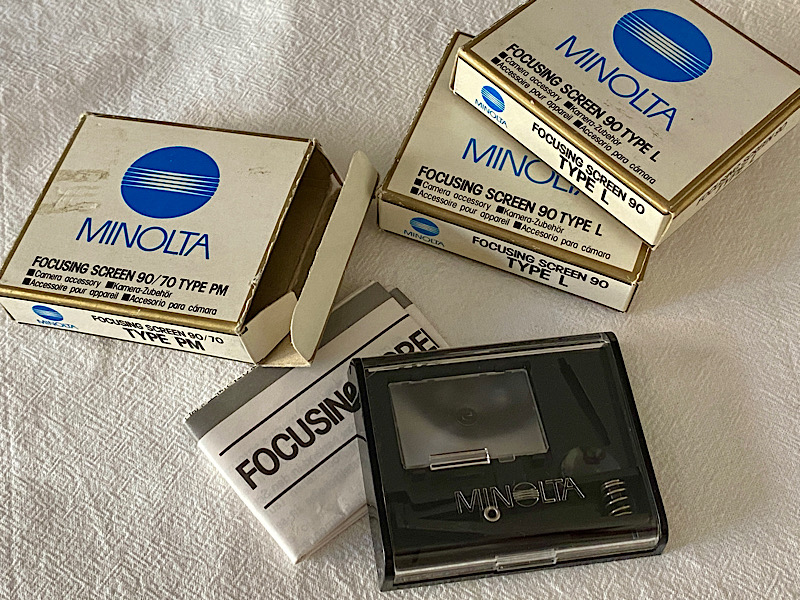 MINOLTA
FOCUSING SCREEN 90/70 TYPE PM
■Camera accessory ■Kamera-Zubehör
■Accessoire pour appareil ■Accesorio para cámara
FOCUSING SCREEN 90/70
TYPE PM
MINOLTA
FOCUSING SCREEN 90 TYPE L
■Camera accessory ■Kamera-Zubehör
■Accessoire pour appareil ■Accesorio para cámara
FOCUSING SCREEN 90
TYPE L
MINOLTA
FOCUSING SCREEN 90 TYPE L
■Camera accessory ■Kamera-Zubehör
■Accessoire pour appareil ■Accesorio para cámara
FOCUSING SCREEN 90
TYPE L
FOCUSING
MINOLTA